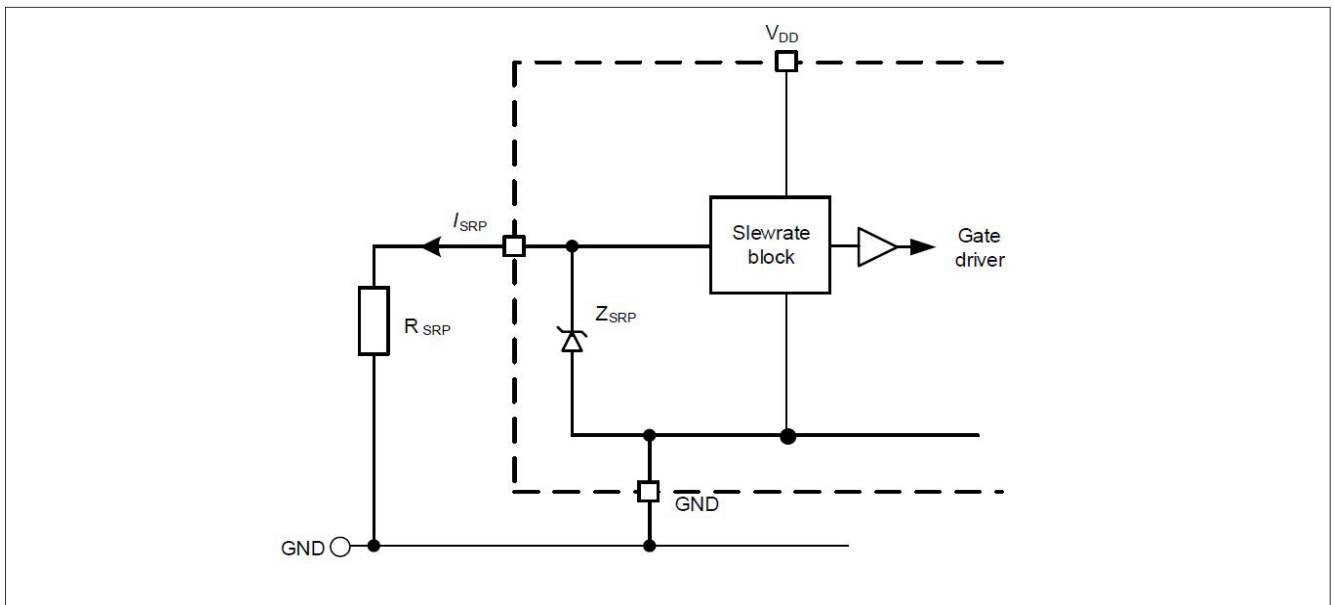 VDD
ISRP
Slewrate
block
Gate
driver
ZSRP
R SRP
GND
GND